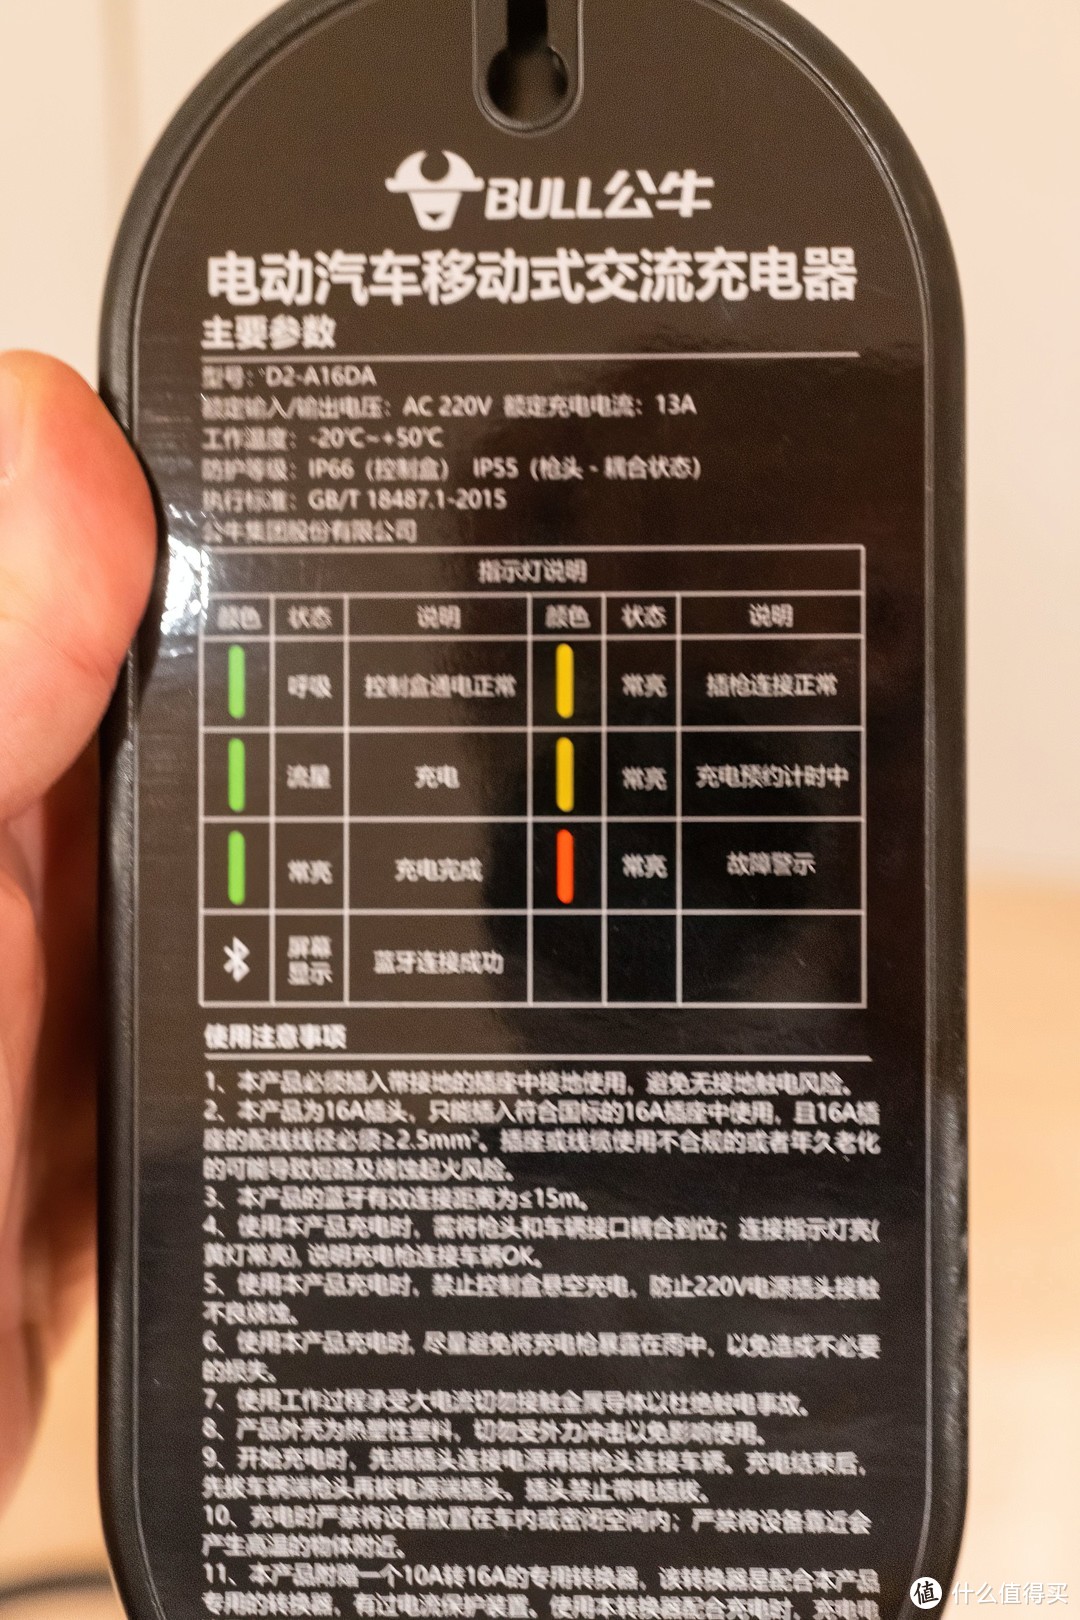 BULL公牛
电动汽车移动式交流充电器
主要参数
型号：D2-A16DA
额定输入/输出电压：AC 220V 额定充电电流：13A
工作温度：-20℃~+50℃
防护等级：IP66（控制盒） IP55（枪头、耦合状态）
执行标准：GB/T 18487.1-2015
公牛集团股份有限公司
指示灯说明
颜色 状态 说明 颜色 状态 说明
呼吸 控制盒通电正常 常亮 插枪连接正常
流星 充电 常亮 充电预约计时中
常亮 充电完成 常亮 故障警示
屏幕
显示 蓝牙连接成功
使用注意事项
1、本产品必须插入带接地的插座中接地使用，避免无接地触电风险。
2、本产品为16A插头，只能插入符合国标的16A插座中使用，且16A插
座的配线线径必须≥2.5mm²。插座或线缆使用不合规的或者年久老化
的可能导致短路及烧蚀起火风险。
3、本产品的蓝牙有效连接距离为≤15m。
4、使用本产品充电时，需将枪头和车辆接口耦合到位；连接指示灯亮(
黄灯常亮)，说明充电枪连接车辆OK。
5、使用本产品充电时，禁止控制盒悬空充电，防止220V电源插头接触
不良烧蚀。
6、使用本产品充电时，尽量避免将充电枪暴露在雨中，以免造成不必要
的损失。
7、使用工作过程承受大电流切勿接触金属导体以杜绝触电事故。
8、产品外壳为热塑性塑料，切勿受外力冲击以免影响使用。
9、开始充电时，先插插头连接电源再插枪头连接车辆。充电结束后，
先拔车辆端枪头再拔电源端插头。插头禁止带电插拔。
10、充电时严禁将设备放置在车内或密闭空间内；严禁将设备靠近会
产生高温的物体附近。
11、本产品附赠一个10A转16A的专用转换器，该转换器是配合本产品
专用的转换器，有过电流保护装置。使用本转换器配合充电时，充电电
值 什么值得买